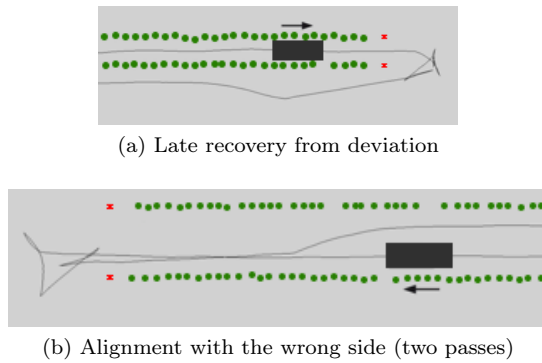 (a) Late recovery from deviation
(b) Alignment with the wrong side (two passes)